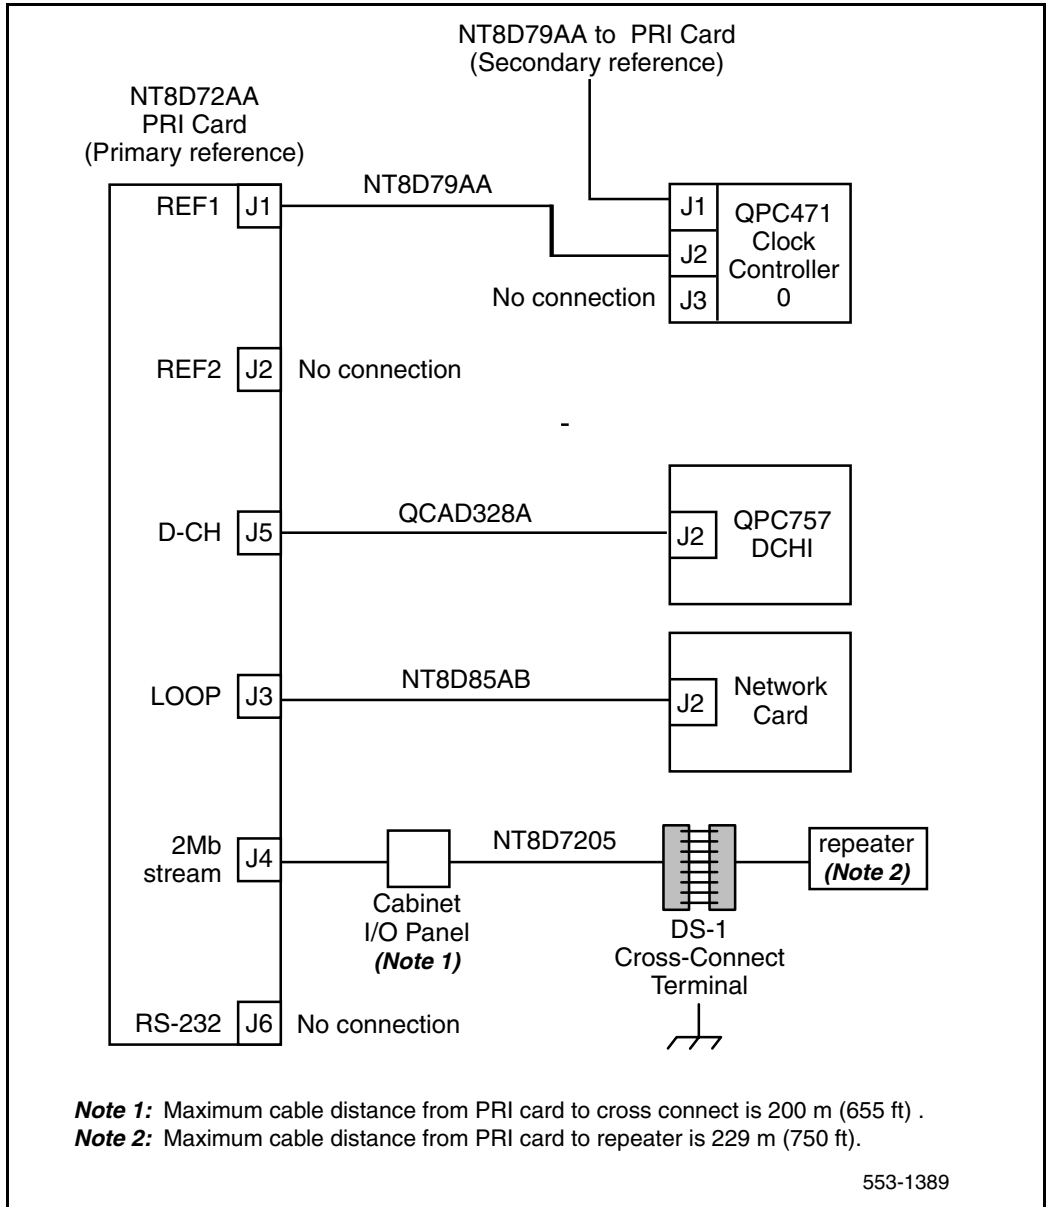 NT8D79AA to PRI Card
(Secondary reference)
NT8D72AA
PRI Card
(Primary reference)
REF1 J1
NT8D79AA
J1
J2
No connection J3
QPC471
Clock
Controller
0
REF2 J2 No connection
-
D-CH J5
QCAD328A
J2
QPC757
DCHI
LOOP J3
NT8D85AB
J2
Network
Card
2Mb
stream
J4
Cabinet
I/O Panel
(Note 1)
NT8D7205
DS-1
Cross-Connect
Terminal
repeater
(Note 2)
RS-232 J6 No connection
Note 1: Maximum cable distance from PRI card to cross connect is 200 m (655 ft) .
Note 2: Maximum cable distance from PRI card to repeater is 229 m (750 ft).
553-1389